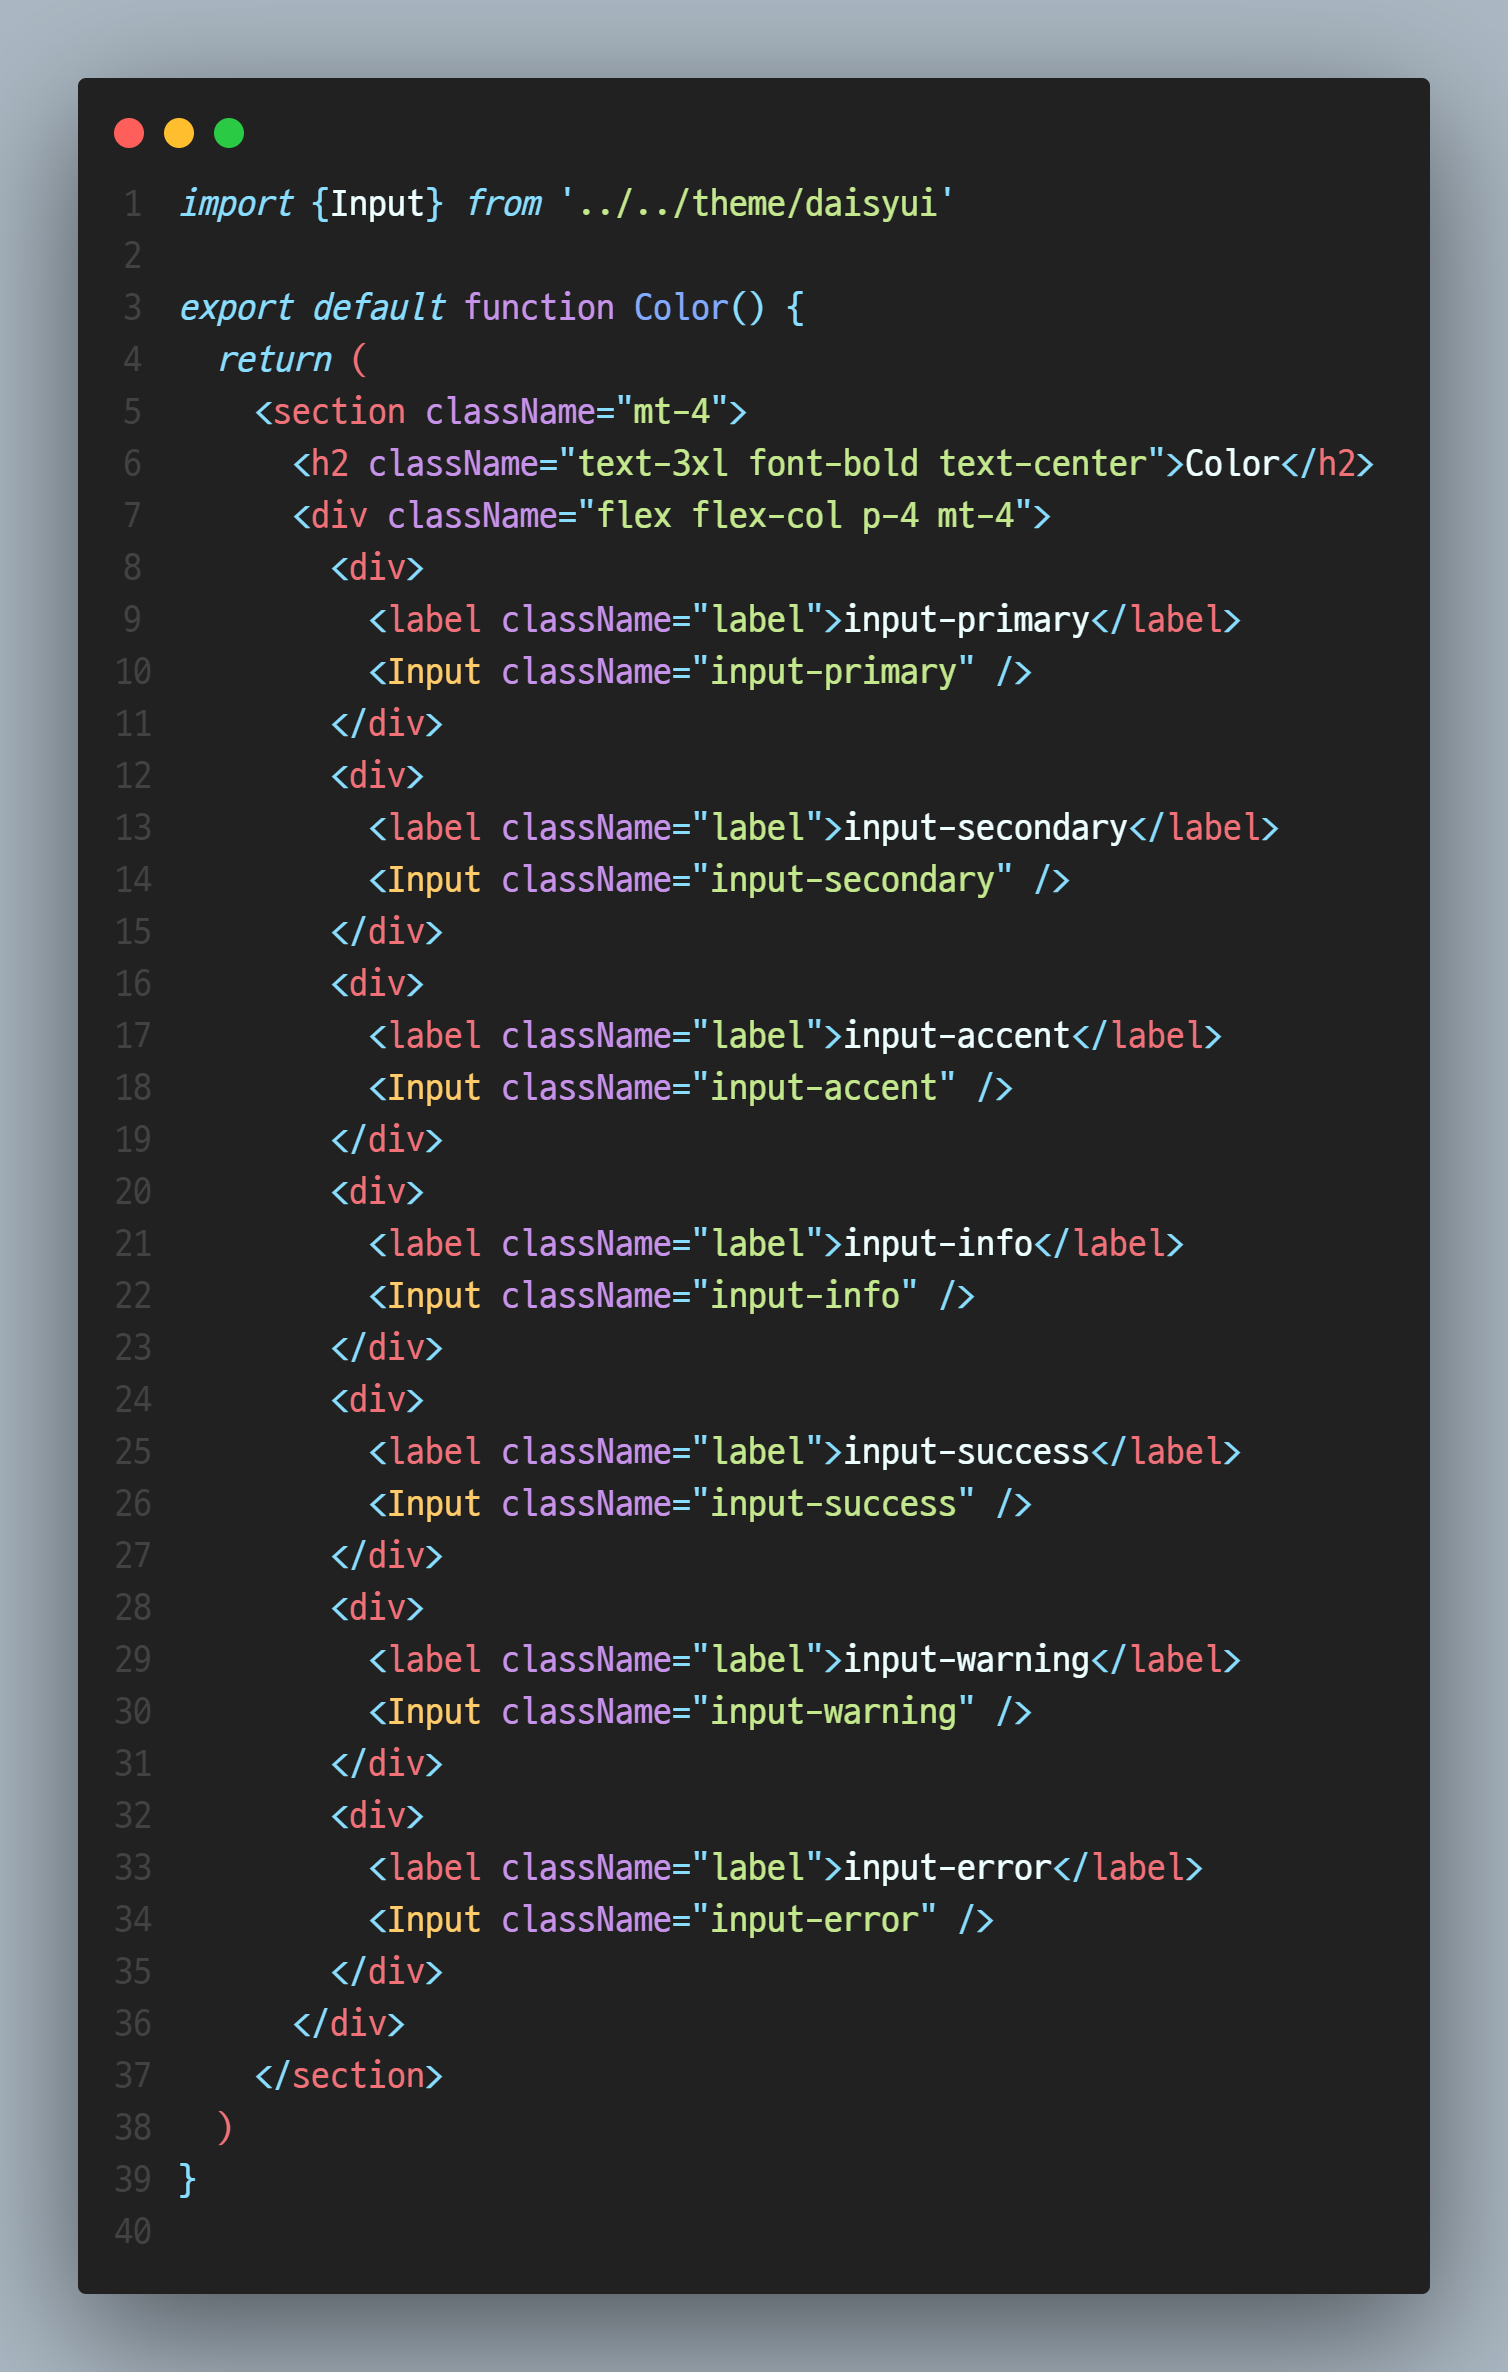 1 import {Input} from '../../theme/daisyui'
2
3 export default function Color() {
4   return (
5     <section className="mt-4">
6       <h2 className="text-3xl font-bold text-center">Color</h2>
7       <div className="flex flex-col p-4 mt-4">
8         <div>
9           <label className="label">input-primary</label>
10           <Input className="input-primary" />
11         </div>
12         <div>
13           <label className="label">input-secondary</label>
14           <Input className="input-secondary" />
15         </div>
16         <div>
17           <label className="label">input-accent</label>
18           <Input className="input-accent" />
19         </div>
20         <div>
21           <label className="label">input-info</label>
22           <Input className="input-info" />
23         </div>
24         <div>
25           <label className="label">input-success</label>
26           <Input className="input-success" />
27         </div>
28         <div>
29           <label className="label">input-warning</label>
30           <Input className="input-warning" />
31         </div>
32         <div>
33           <label className="label">input-error</label>
34           <Input className="input-error" />
35         </div>
36       </div>
37     </section>
38   )
39 }
40